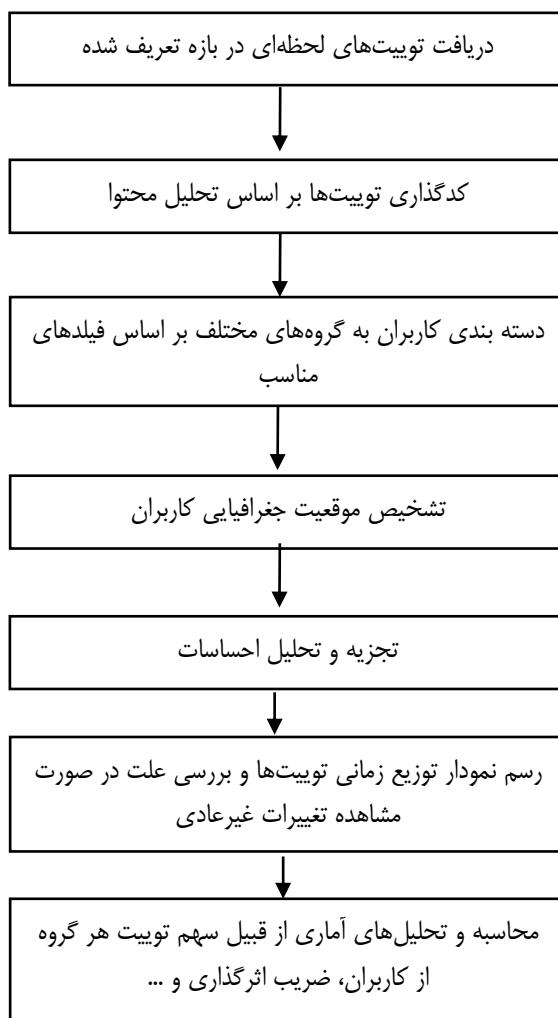 دریافت توییت‌های لحظه‌ای در بازه تعریف شده
کدگذاری توییت‌ها بر اساس تحلیل محتوا
دسته بندی کاربران به گروه‌های مختلف بر اساس فیلدهای
مناسب
تشخیص موقعیت جغرافیایی کاربران
تجزیه و تحلیل احساسات
رسم نمودار توزیع زمانی توییت‌ها و بررسی علت در صورت
مشاهده تغییرات غیرعادی
محاسبه و تحلیل‌های آماری از قبیل سهم توییت هر گروه
از کاربران، ضریب اثرگذاری و ...